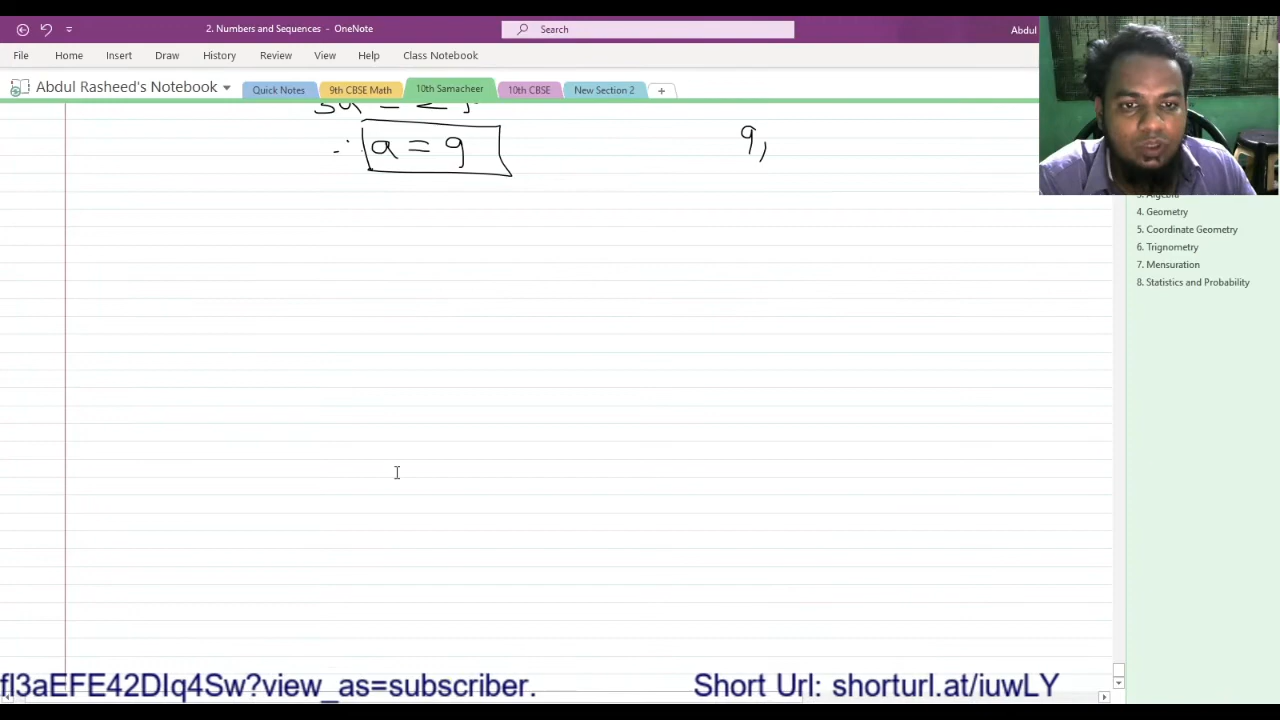 2. Numbers and Sequences - OneNote
Search
Abdul
File Home Insert Draw History Review View Help Class Notebook
Abdul Rasheed's Notebook
Quick Notes 9th CBSE Math 10th Samacheer 10th CBSE New Section 2 +
∴ a = 9
9,
3. Algebra
4. Geometry
5. Coordinate Geometry
6. Trignometry
7. Mensuration
8. Statistics and Probability
fl3aEFE42DIq4Sw?view_as=subscriber. Short Url: shorturl.at/iuwLY